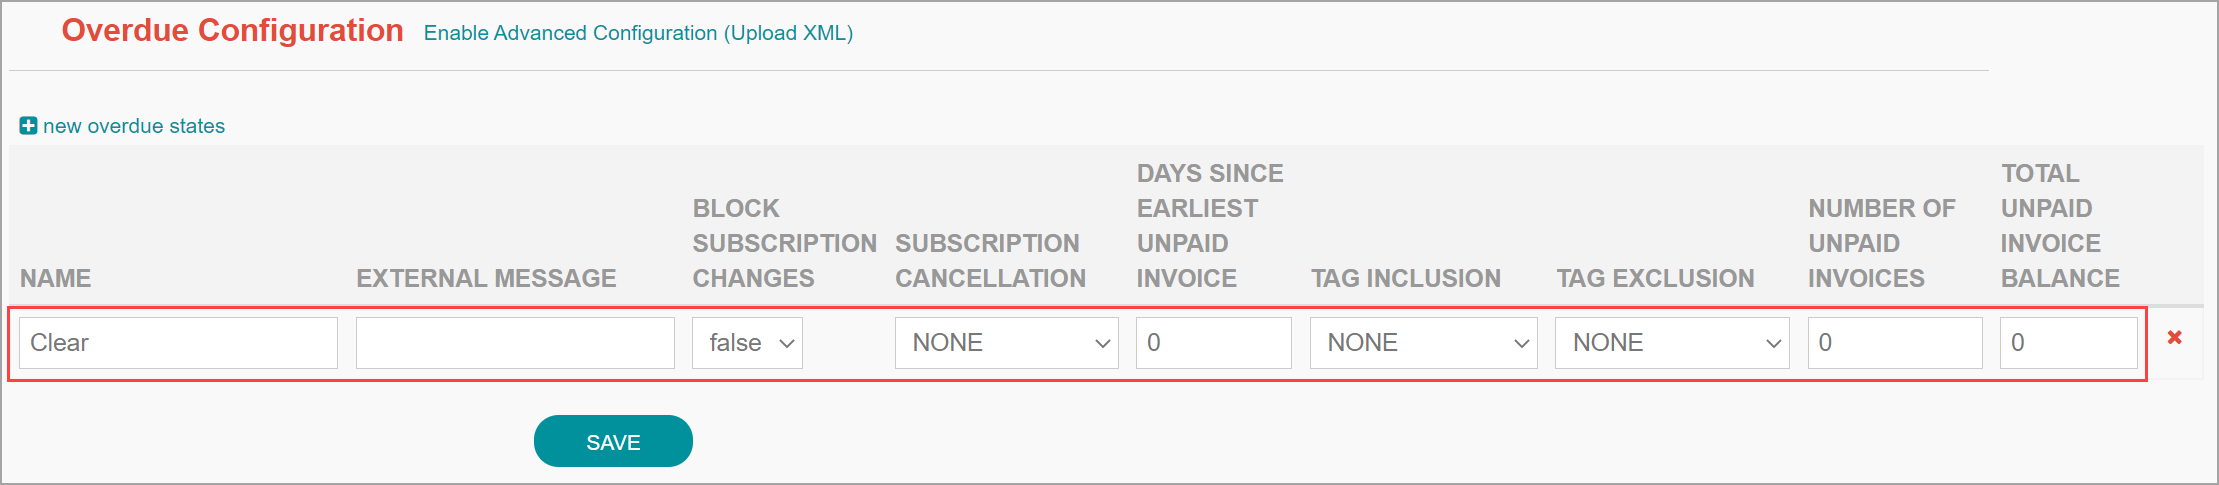 Overdue Configuration Enable Advanced Configuration (Upload XML)
new overdue states
NAME
EXTERNAL MESSAGE
BLOCK
SUBSCRIPTION
CHANGES
SUBSCRIPTION
CANCELLATION
DAYS SINCE
EARLIEST
UNPAID
INVOICE
TAG INCLUSION
TAG EXCLUSION
NUMBER OF
UNPAID
INVOICES
TOTAL
UNPAID
INVOICE
BALANCE
Clear false NONE 0 NONE NONE 0 0
SAVE